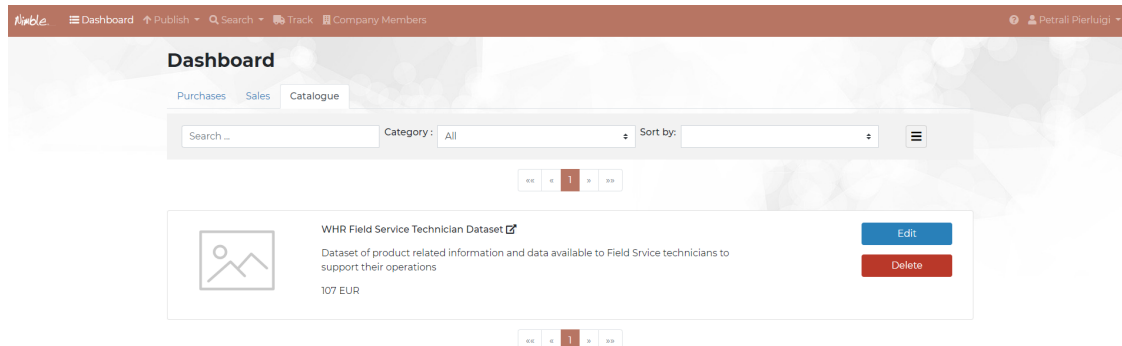 Nimble Dashboard Publish Search Track Company Members Petrali Pierluigi
Dashboard
Purchases Sales Catalogue
Search ... Category : All Sort by:
«« « 1 » »»
WHR Field Service Technician Dataset Edit
Dataset of product related information and data available to Field Srvice technicians to
support their operations Delete
107 EUR
«« « 1 » »»